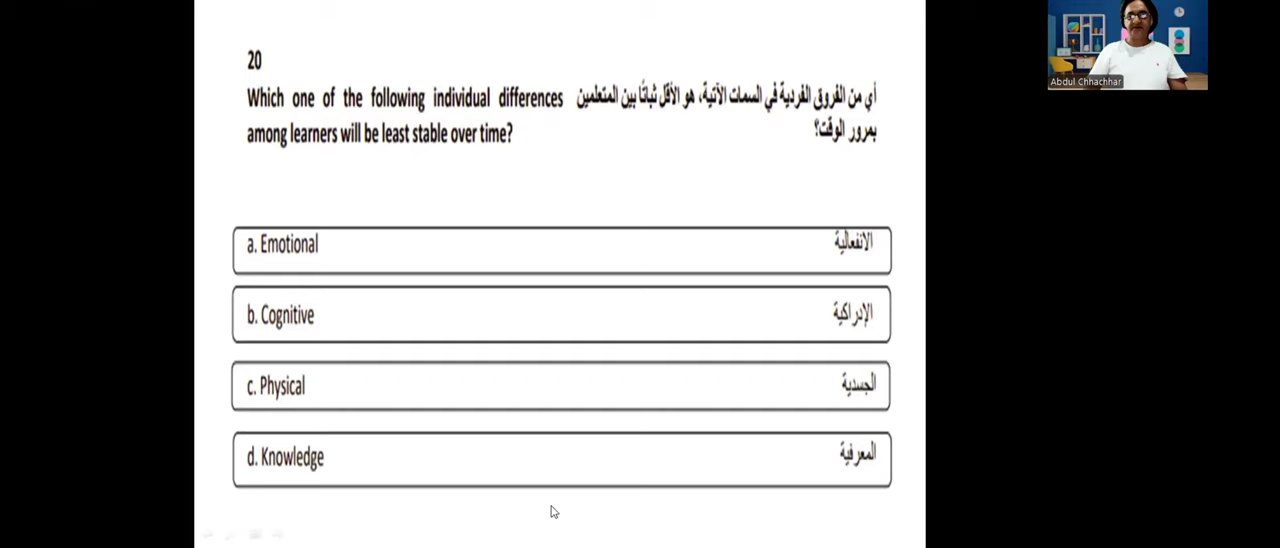 20
Which one of the following individual differences
among learners will be least stable over time?
أي من الفروق الفردية في السمات الآتية، هو الأقل ثباتًا بين المتعلمين
بمرور الوقت؟
a. Emotional
الانفعالية
b. Cognitive
الإدراكية
c. Physical
الجسدية
d. Knowledge
المعرفية
Abdul Chhachhar